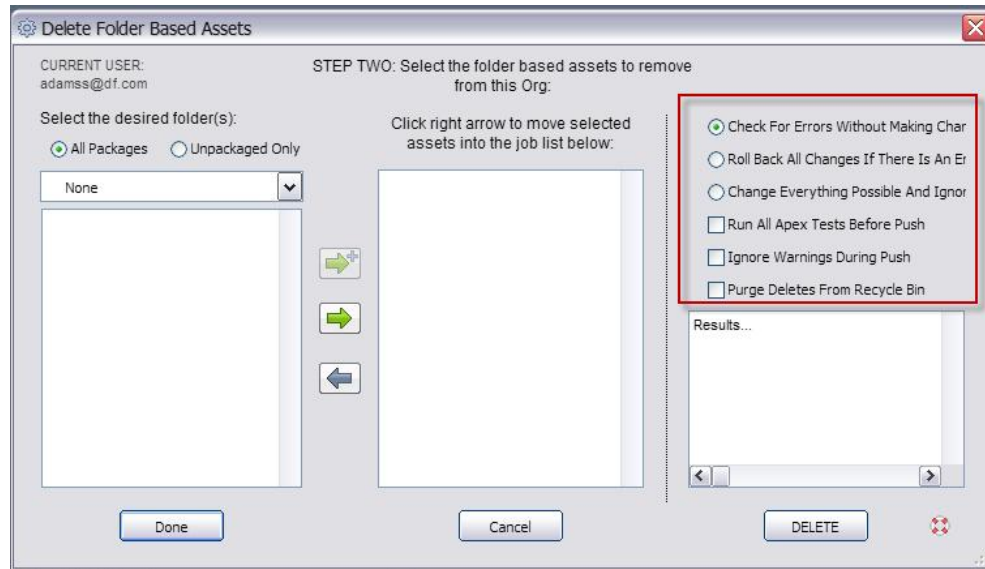 Delete Folder Based Assets
CURRENT USER:
adamss@df.com
STEP TWO: Select the folder based assets to remove
from this Org:
Select the desired folder(s):
All Packages
Unpackaged Only
None
Click right arrow to move selected
assets into the job list below:
Check For Errors Without Making Char
Roll Back All Changes If There Is An Er
Change Everything Possible And Ignor
Run All Apex Tests Before Push
Ignore Warnings During Push
Purge Deletes From Recycle Bin
Results...
Done
Cancel
DELETE